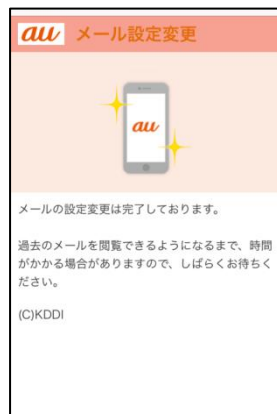 au メール設定変更
au
メールの設定変更は完了しております。
過去のメールを閲覧できるようになるまで、時間
がかかる場合がありますので、しばらくお待ちく
ださい。
(C)KDDI